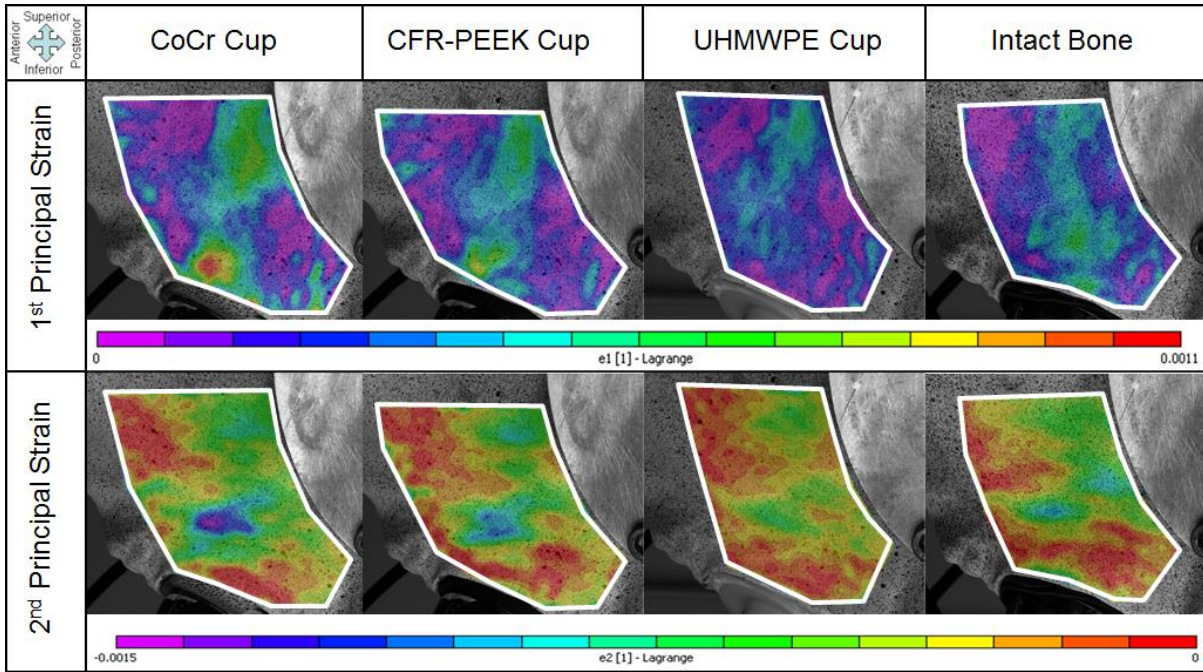 Superior
Anterior
Posterior
Inferior
CoCr Cup
CFR-PEEK Cup
UHMWPE Cup
Intact Bone
1st Principal Strain
0
e1 [1] - Lagrange
0.0011
2nd Principal Strain
-0.0015
e2 [1] - Lagrange
0